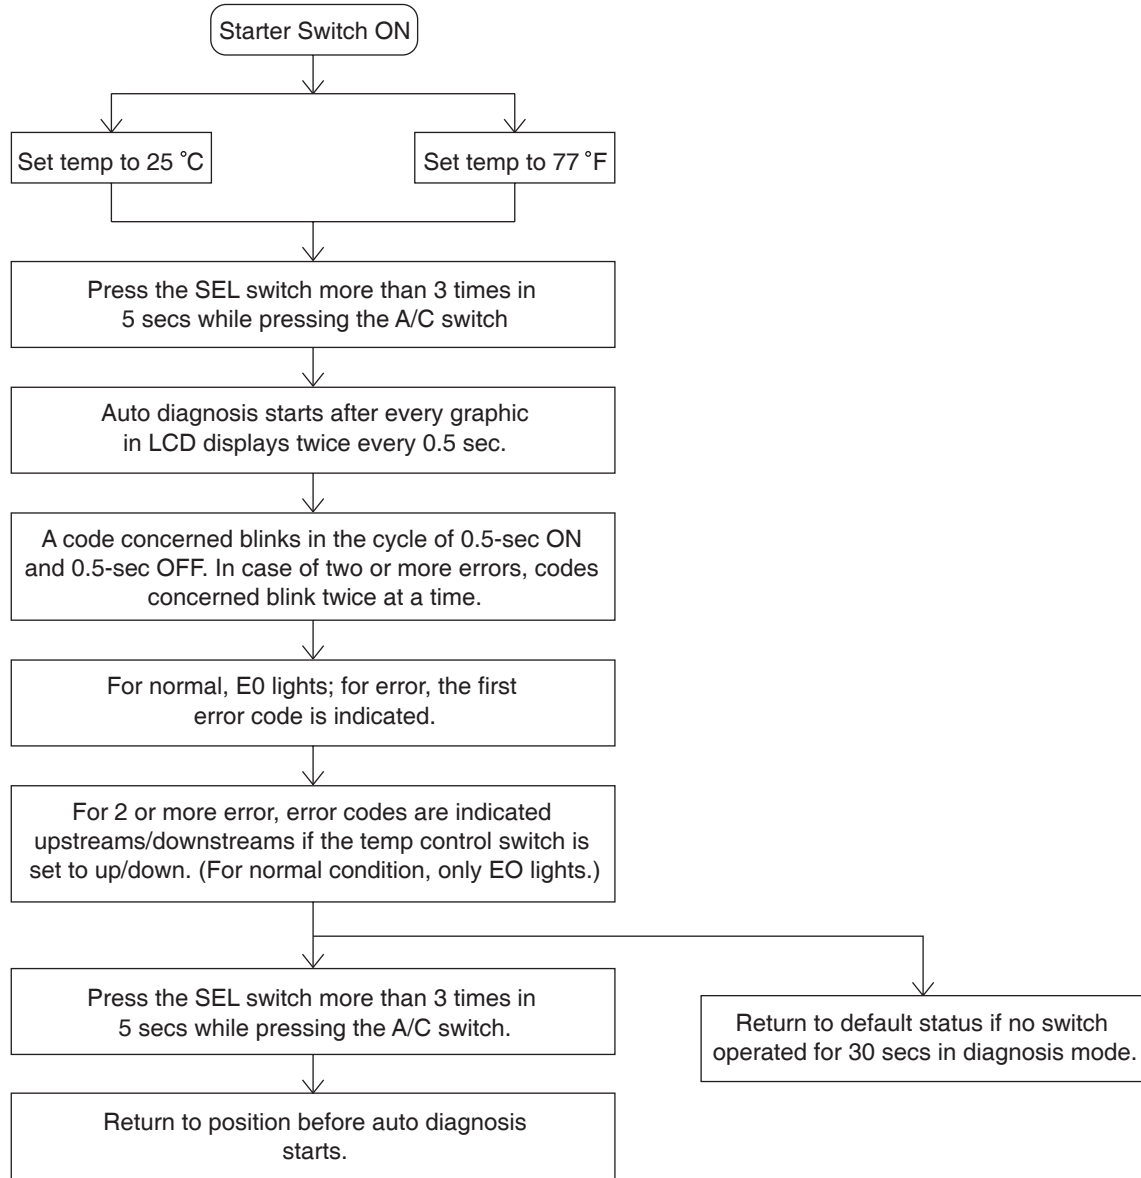 Starter Switch ON
Set temp to 25 °C
Set temp to 77 °F
Press the SEL switch more than 3 times in
5 secs while pressing the A/C switch
Auto diagnosis starts after every graphic
in LCD displays twice every 0.5 sec.
A code concerned blinks in the cycle of 0.5-sec ON
and 0.5-sec OFF. In case of two or more errors, codes
concerned blink twice at a time.
For normal, E0 lights; for error, the first
error code is indicated.
For 2 or more error, error codes are indicated
upstreams/downstreams if the temp control switch is
set to up/down. (For normal condition, only EO lights.)
Press the SEL switch more than 3 times in
5 secs while pressing the A/C switch.
Return to default status if no switch
operated for 30 secs in diagnosis mode.
Return to position before auto diagnosis
starts.